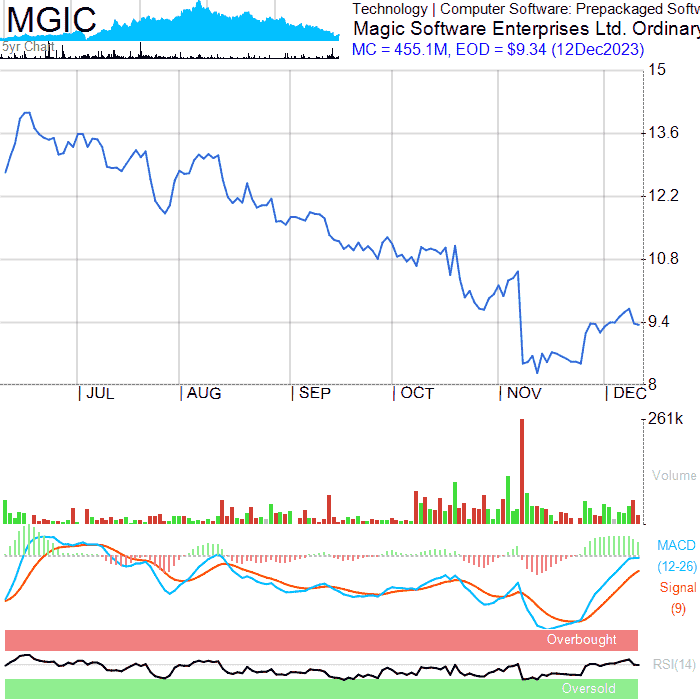 MGIC
Technology | Computer Software: Prepackaged Softw
Magic Software Enterprises Ltd. Ordinary
MC = 455.1M, EOD = $9.34 (12Dec2023)
5yr Chart
15
13.6
12.2
10.8
9.4
8
JUL
AUG
SEP
OCT
NOV
DEC
261k
Volume
MACD
(12-26)
Signal
(9)
Overbought
RSI(14)
Oversold